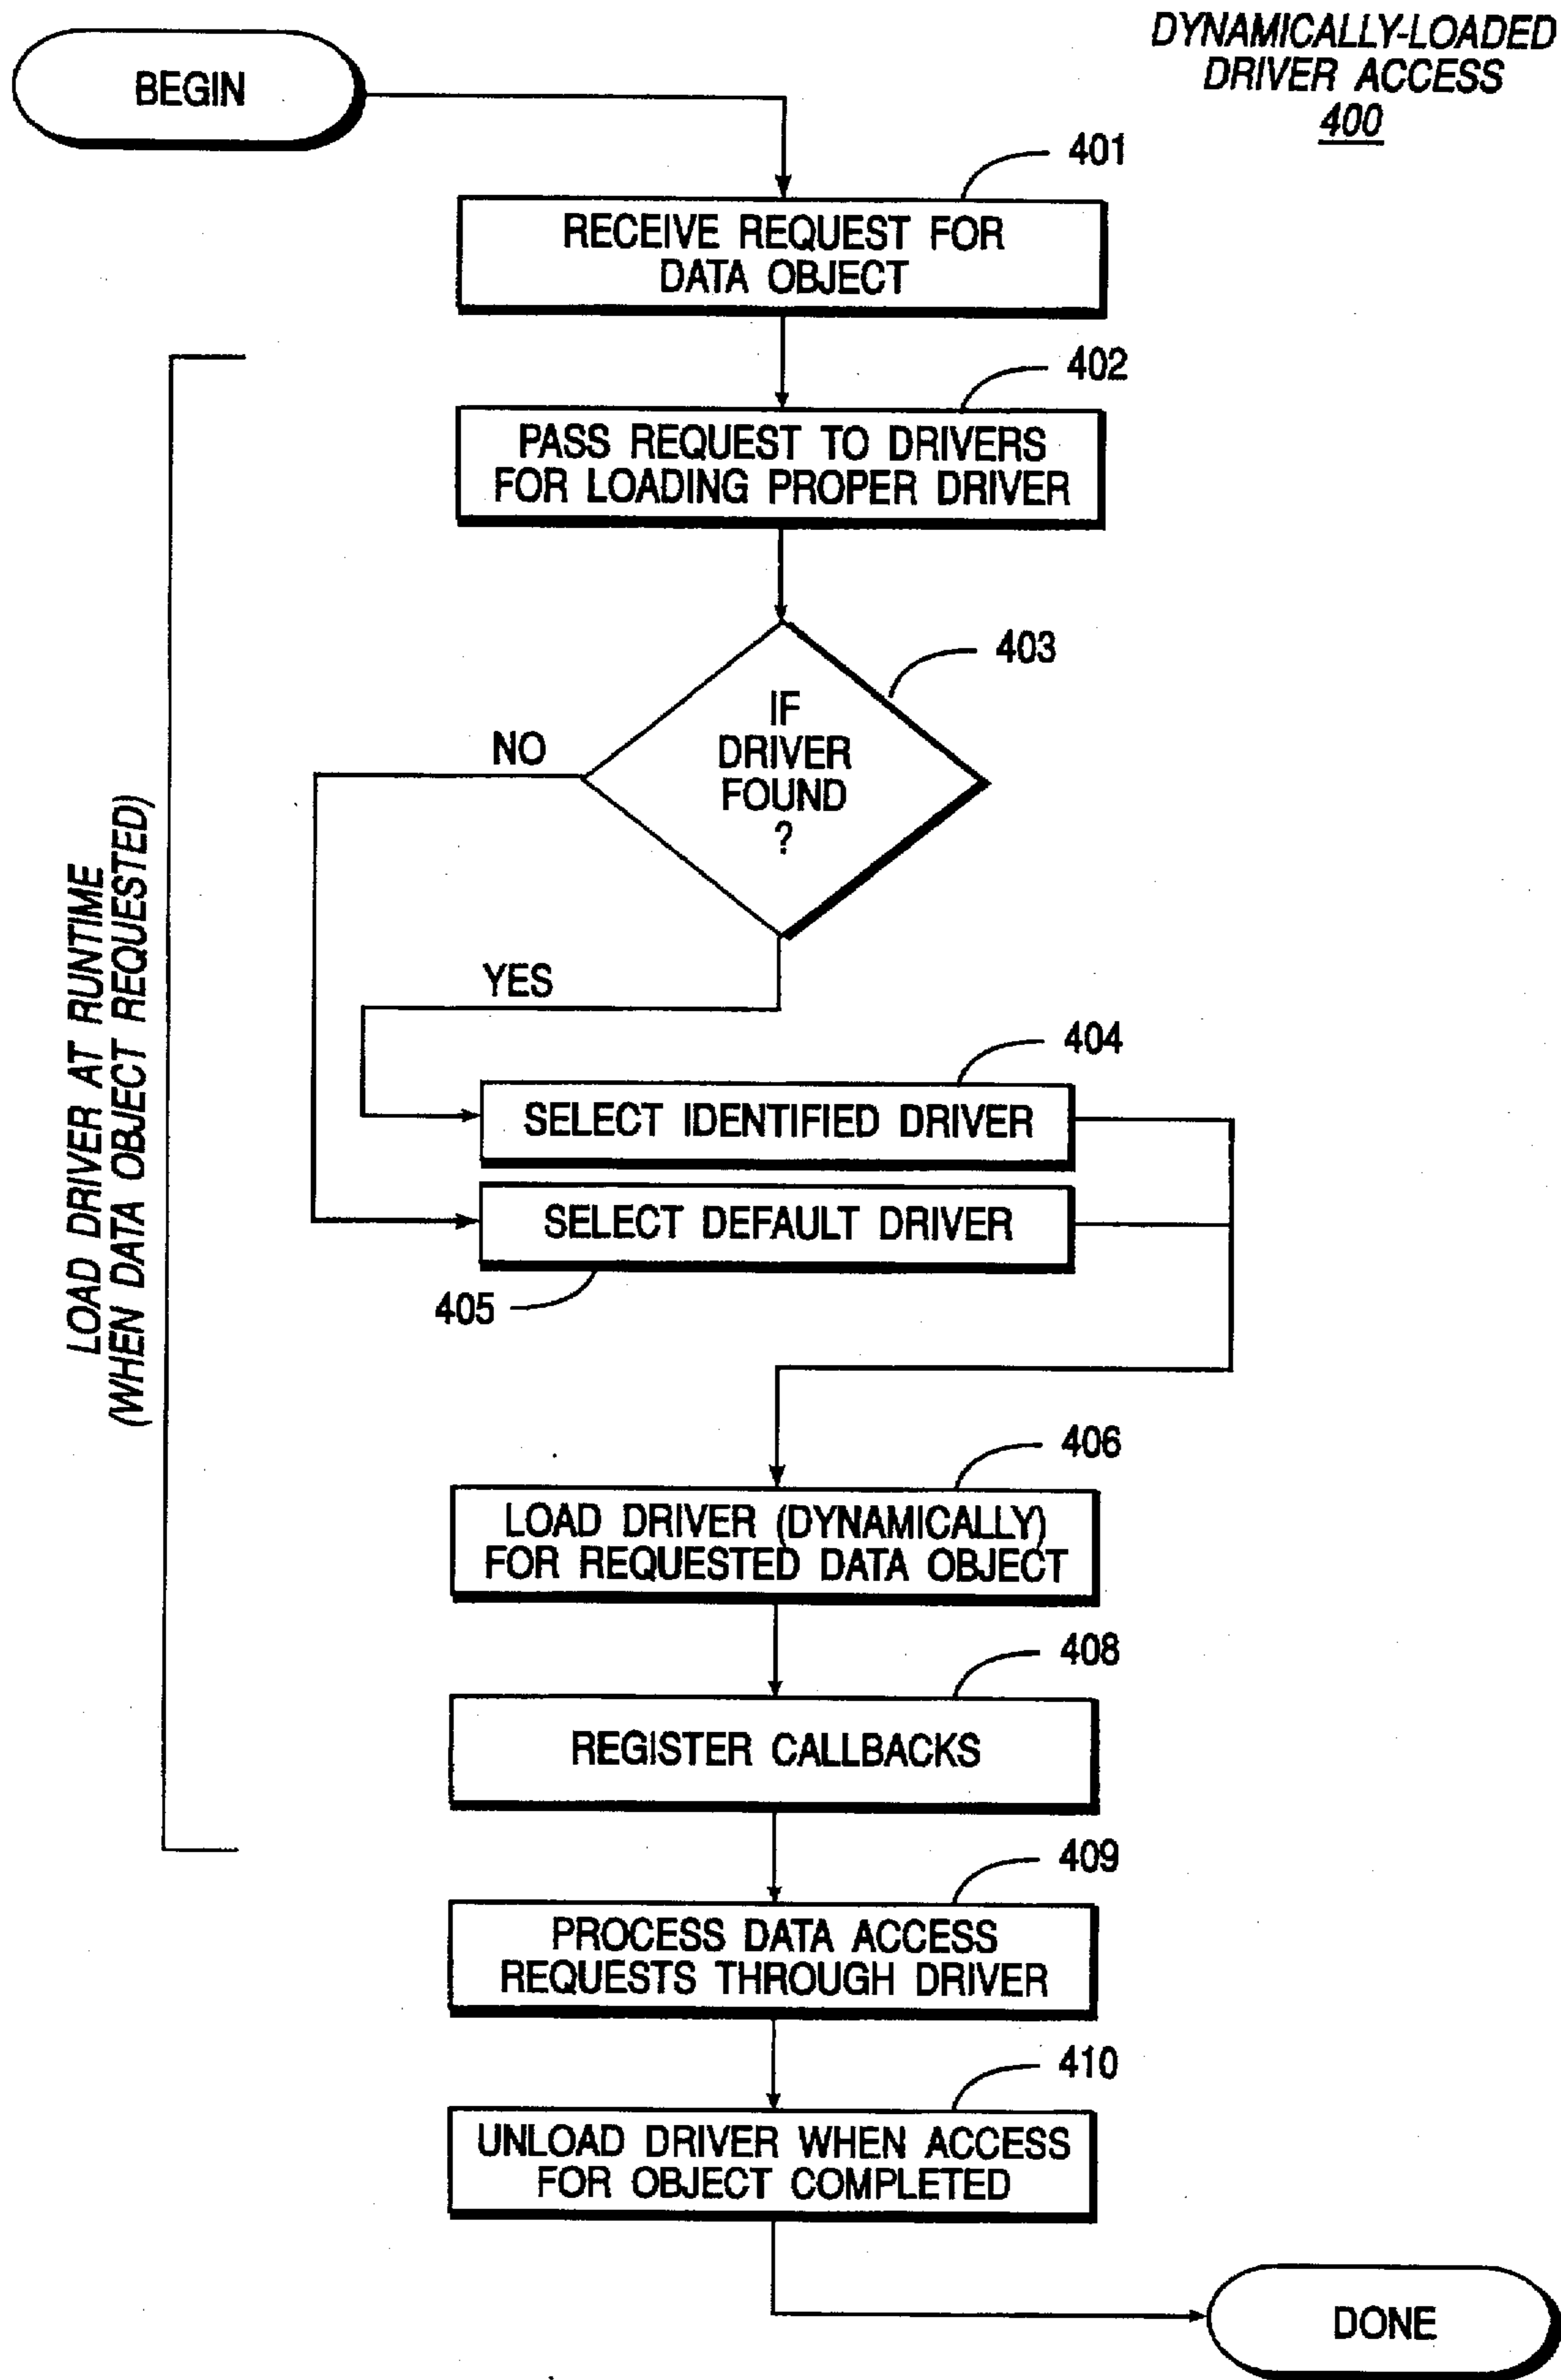 DYNAMICALLY-LOADED
DRIVER ACCESS
400
BEGIN
401
RECEIVE REQUEST FOR
DATA OBJECT
402
PASS REQUEST TO DRIVERS
FOR LOADING PROPER DRIVER
403
IF
DRIVER
FOUND
?
NO
YES
LOAD DRIVER AT RUNTIME
(WHEN DATA OBJECT REQUESTED)
404
SELECT IDENTIFIED DRIVER
SELECT DEFAULT DRIVER
405
406
LOAD DRIVER (DYNAMICALLY)
FOR REQUESTED DATA OBJECT
408
REGISTER CALLBACKS
409
PROCESS DATA ACCESS
REQUESTS THROUGH DRIVER
410
UNLOAD DRIVER WHEN ACCESS
FOR OBJECT COMPLETED
DONE